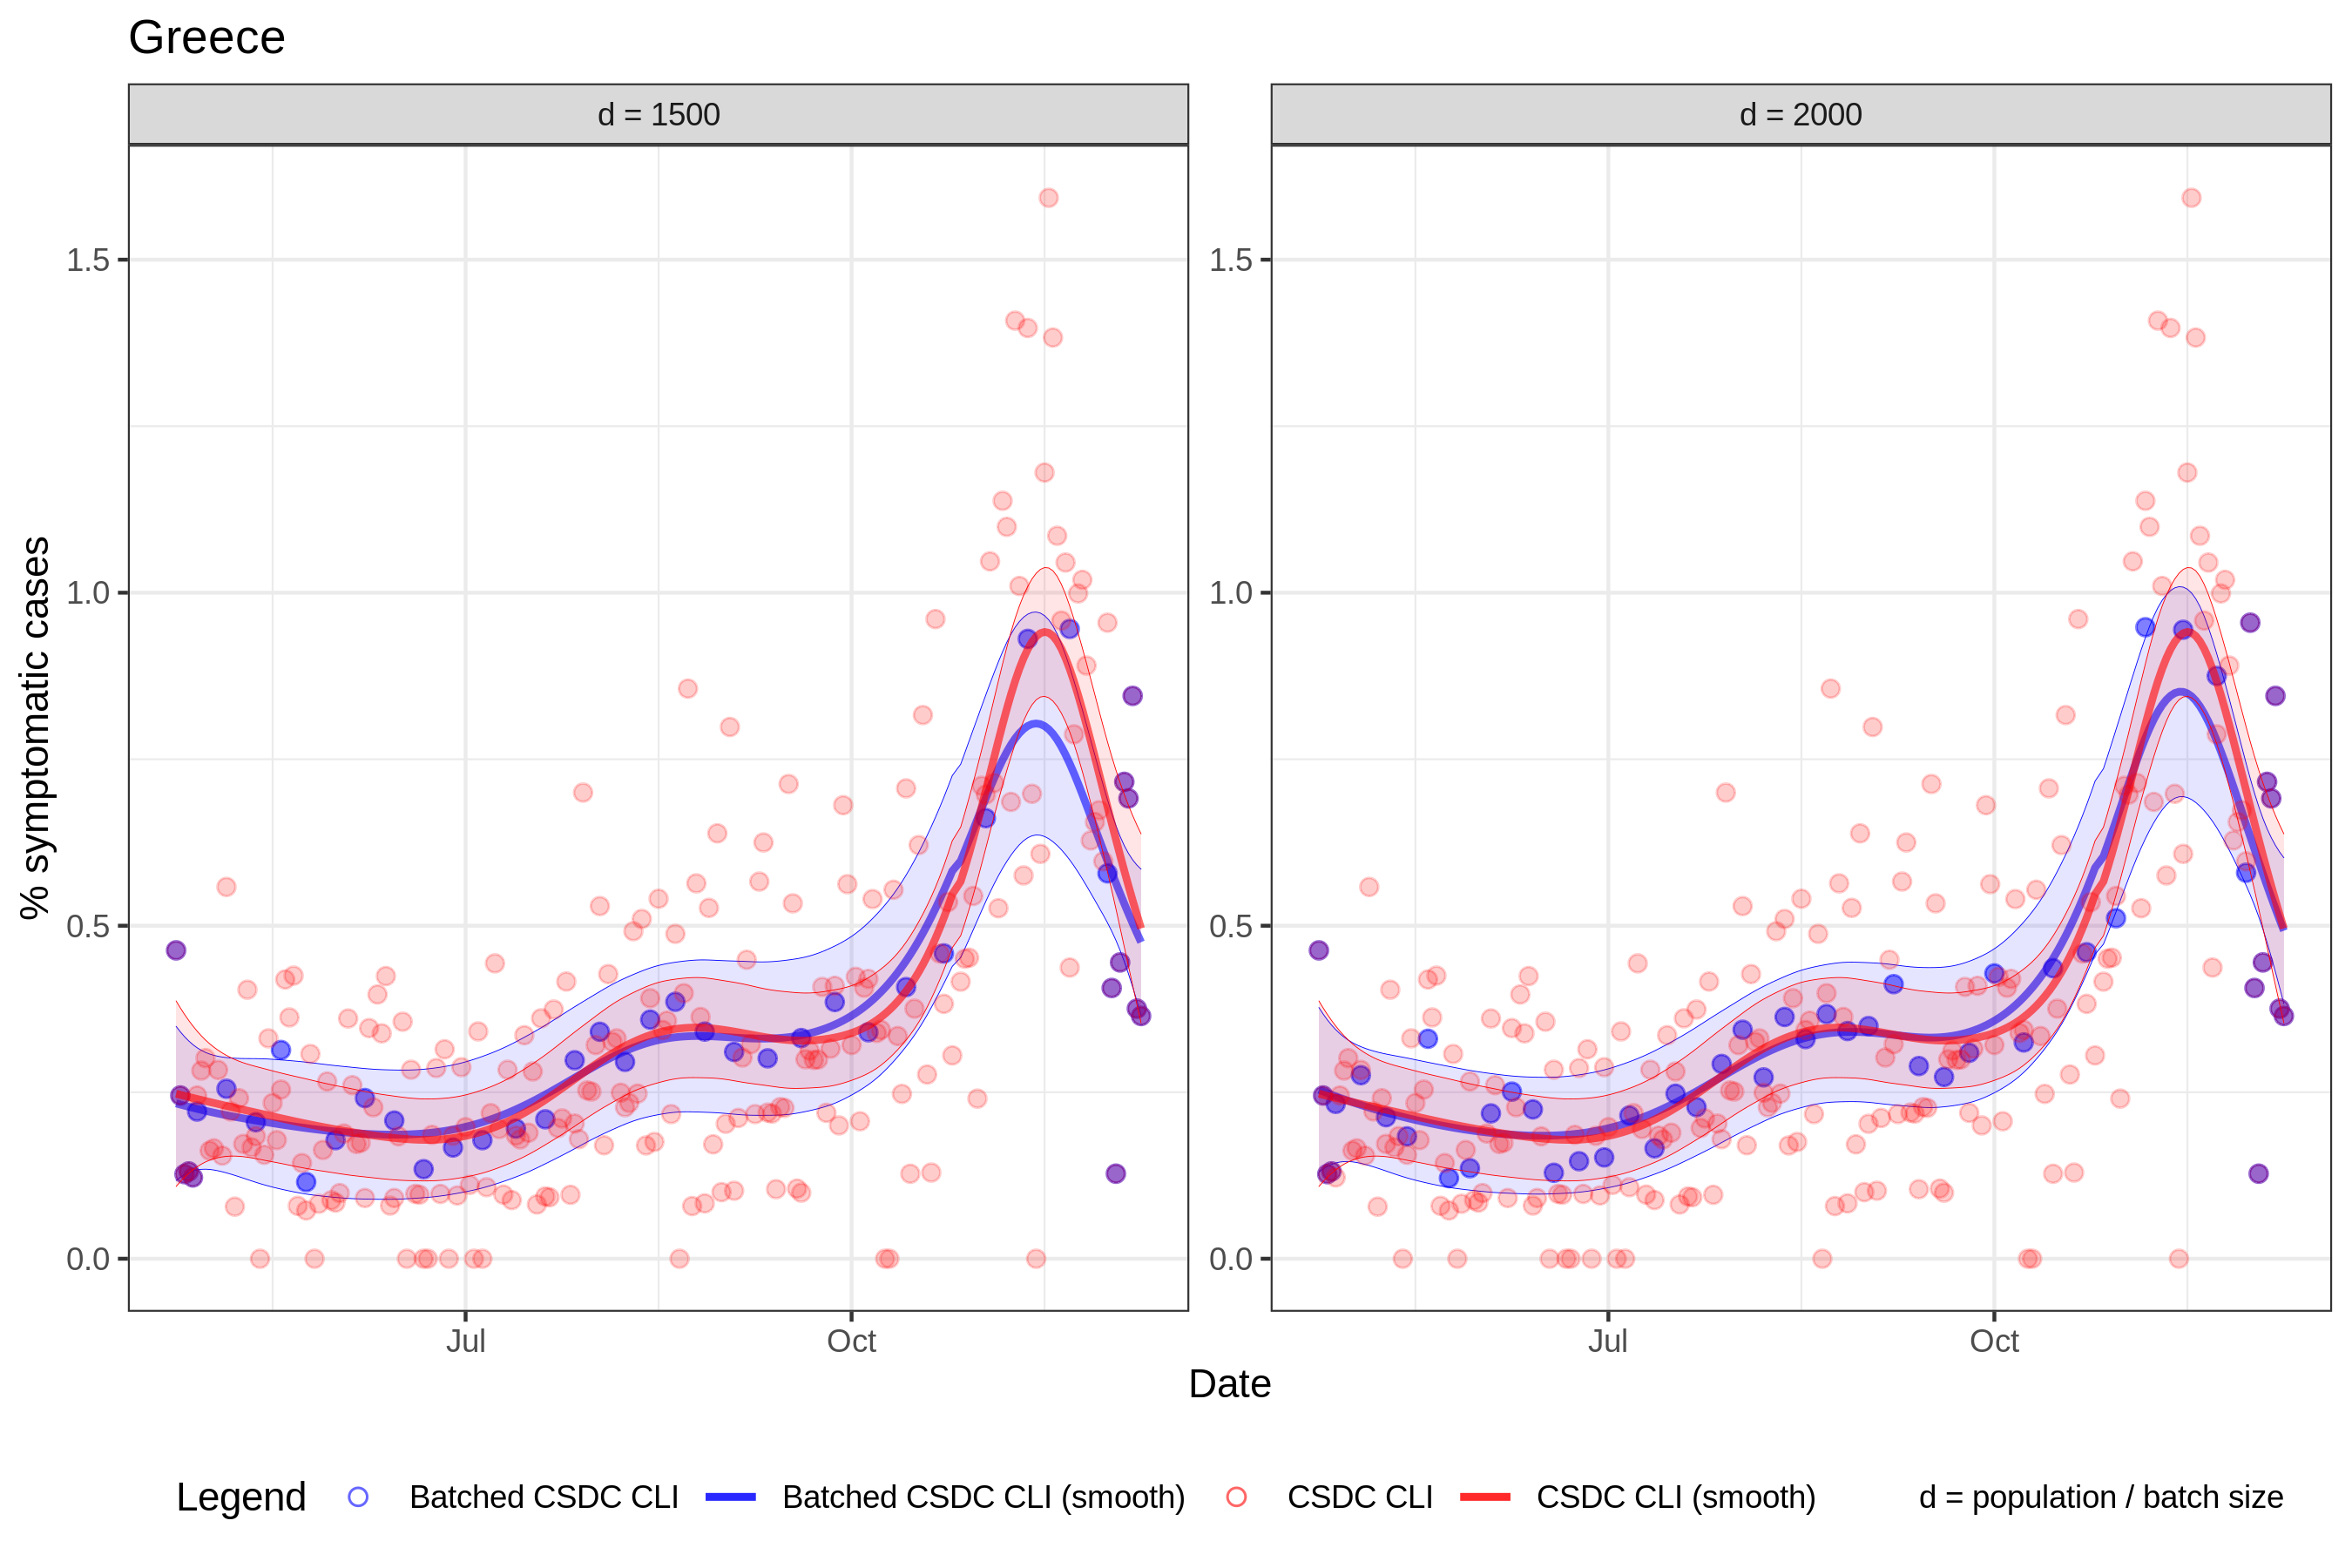 Greece
d = 1500
d = 2000
% symptomatic cases
1.5
1.0
0.5
0.0
1.5
1.0
0.5
0.0
Jul
Oct
Jul
Oct
Date
Legend
Batched CSDC CLI
Batched CSDC CLI (smooth)
CSDC CLI
CSDC CLI (smooth)
d = population / batch size